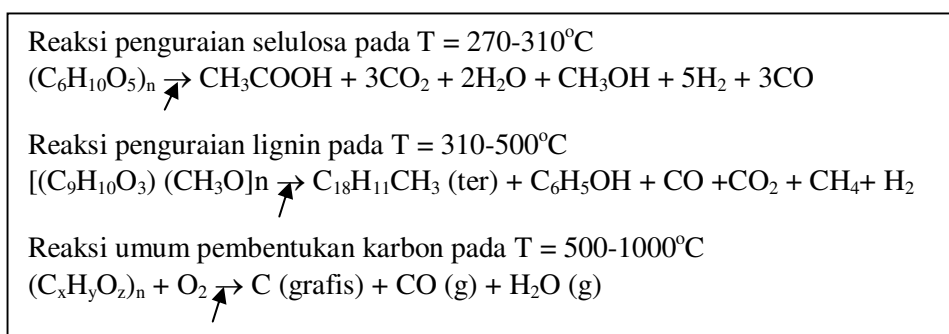 Reaksi penguraian selulosa pada T = 270-310°C
(C₆H₁₀O₅)ₙ → CH₃COOH + 3CO₂ + 2H₂O + CH₃OH + 5H₂ + 3CO
Reaksi penguraian lignin pada T = 310-500°C
[(C₉H₁₀O₃) (CH₃O]n → C₁₈H₁₁CH₃ (ter) + C₆H₅OH + CO +CO₂ + CH₄+ H₂
Reaksi umum pembentukan karbon pada T = 500-1000°C
(CₓHᵧO_z)ₙ + O₂ → C (grafis) + CO (g) + H₂O (g)